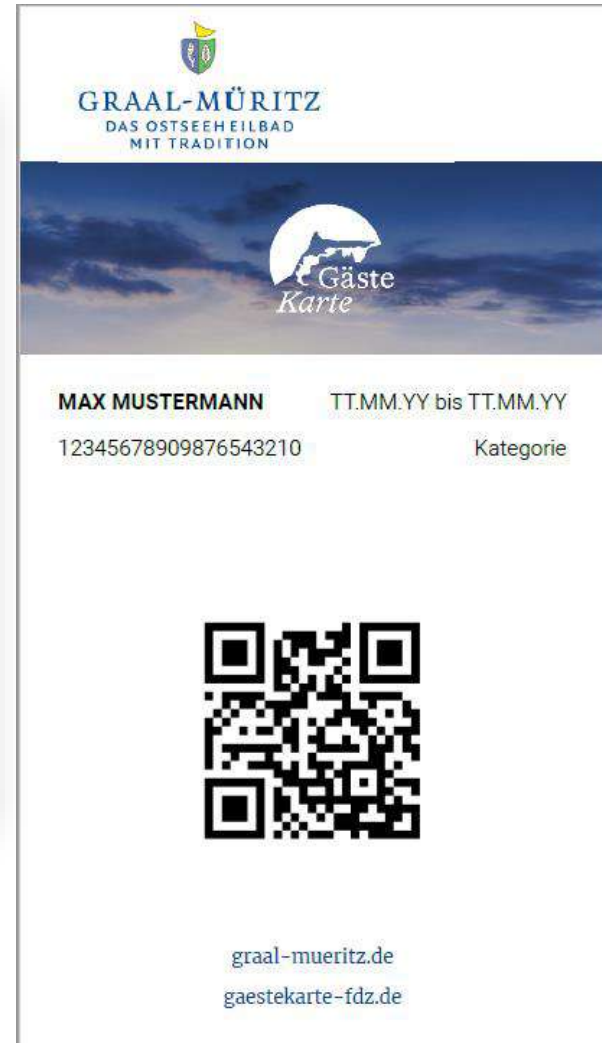 GRAAL-MÜRITZ
DAS OSTSEEHEILBAD
MIT TRADITION
Gäste
Karte
MAX MUSTERMANN TT.MM.YY bis TT.MM.YY
12345678909876543210 Kategorie
graal-mueritz.de
gaestekarte-fdz.de